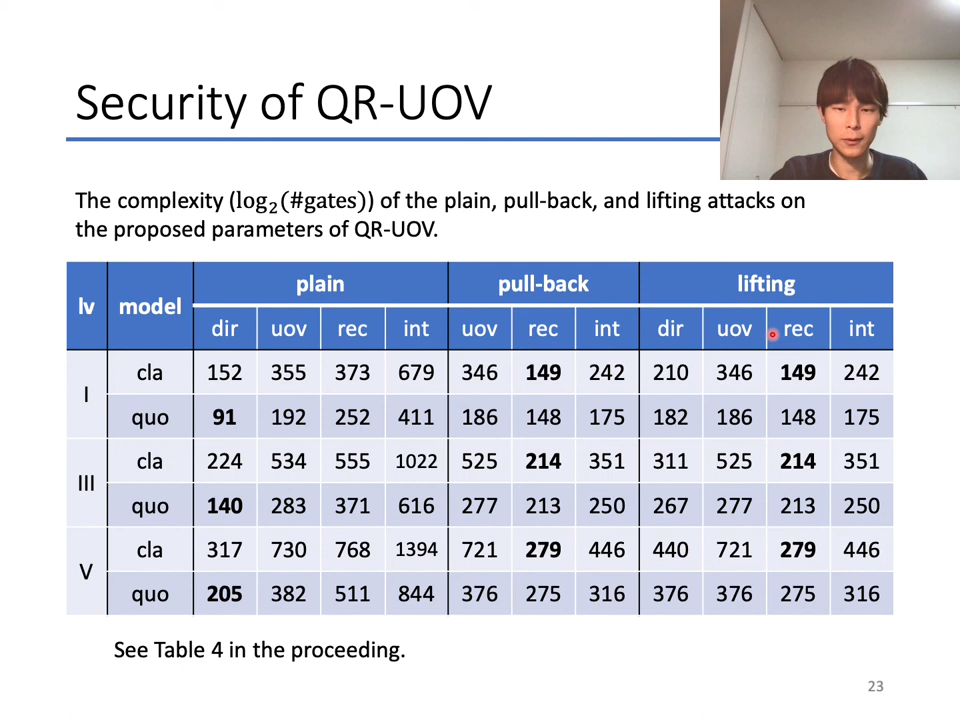 Security of QR-UOV
The complexity (log₂(#gates)) of the plain, pull-back, and lifting attacks on
the proposed parameters of QR-UOV.
lv model plain pull-back lifting
dir uov rec int uov rec int dir uov rec int
I cla 152 355 373 679 346 149 242 210 346 149 242
quo 91 192 252 411 186 148 175 182 186 148 175
III cla 224 534 555 1022 525 214 351 311 525 214 351
quo 140 283 371 616 277 213 250 267 277 213 250
V cla 317 730 768 1394 721 279 446 440 721 279 446
quo 205 382 511 844 376 275 316 376 376 275 316
See Table 4 in the proceeding.
23